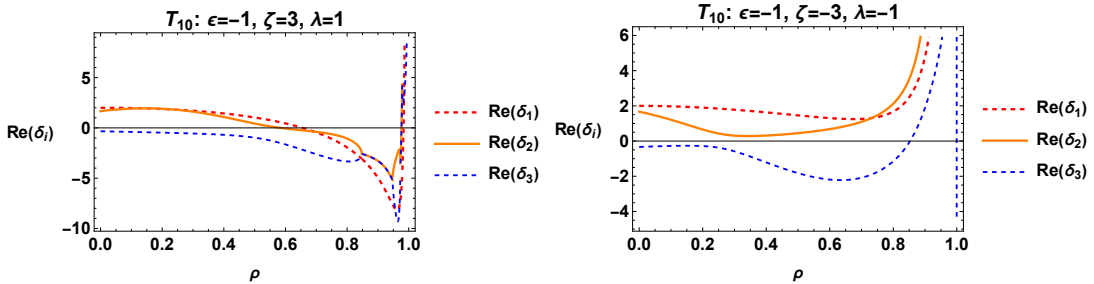 T₁₀: ϵ=−1, ζ=3, λ=1
5
0
−5
−10
0.0 0.2 0.4 0.6 0.8 1.0
Re(δᵢ)
ρ
Re(δ₁)
Re(δ₂)
Re(δ₃)
T₁₀: ϵ=−1, ζ=−3, λ=−1
6
4
2
0
−2
−4
0.0 0.2 0.4 0.6 0.8 1.0
Re(δᵢ)
ρ
Re(δ₁)
Re(δ₂)
Re(δ₃)